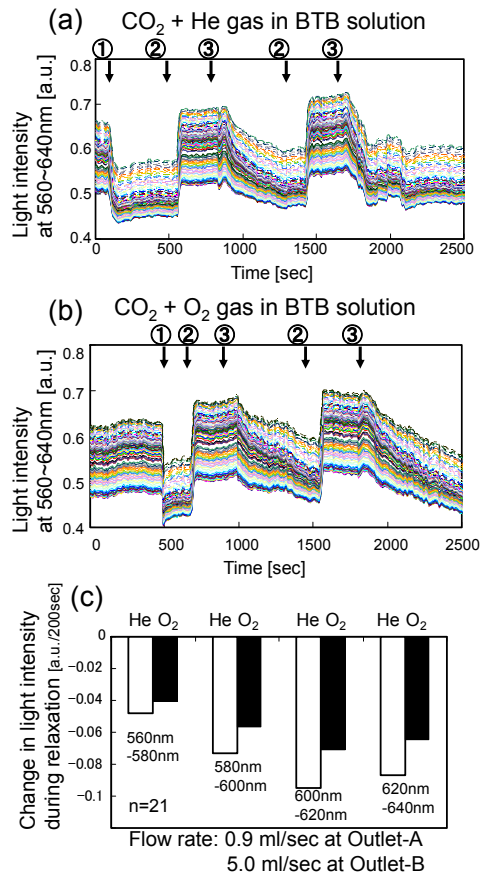 (a) CO₂ + He gas in BTB solution
① ② ③ ② ③
Light intensity
at 560~640nm [a.u.]
0.8
0.7
0.6
0.5
0.4
0 500 1000 1500 2000 2500
Time [sec]
(b) CO₂ + O₂ gas in BTB solution
① ② ③ ② ③
Light intensity
at 560~640nm [a.u.]
0.8
0.7
0.6
0.5
0.4
0 500 1000 1500 2000 2500
Time [sec]
(c)
Change in light intensity
during relaxation [a.u./200sec]
He O₂ He O₂ He O₂ He O₂
0
−0.02
−0.04
−0.06
−0.08
−0.1
560nm
-580nm
580nm
-600nm
600nm
-620nm
620nm
-640nm
n=21
Flow rate: 0.9 ml/sec at Outlet-A
5.0 ml/sec at Outlet-B